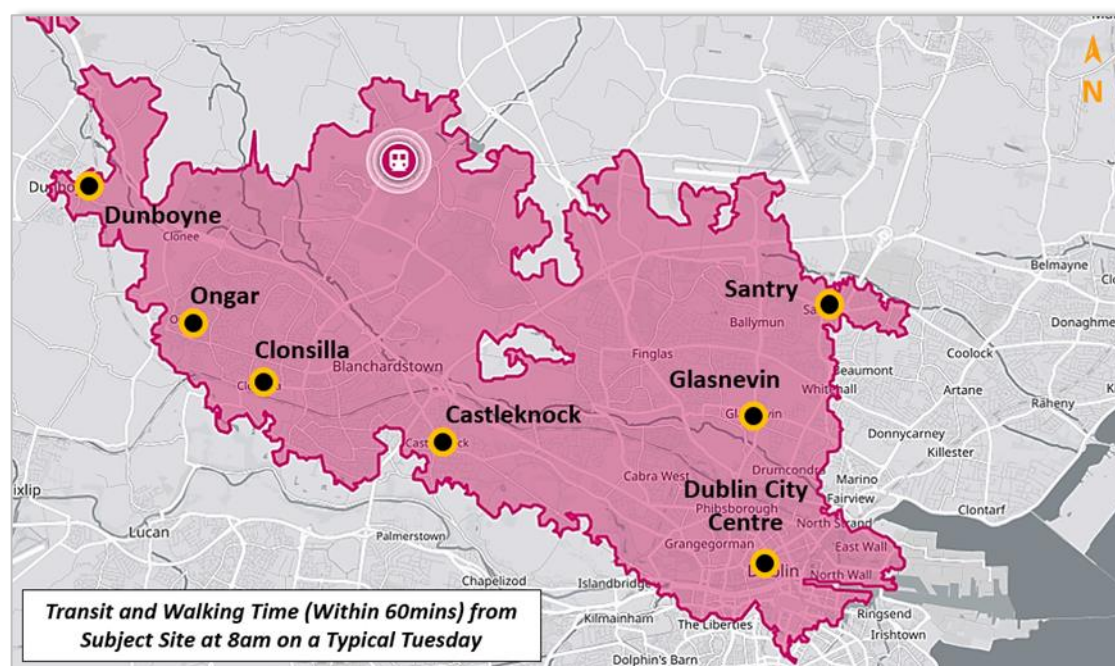 N
Dunboyne
Clonee
Ongar
Santry
Clonsilla
Glasnevin
Castleknock
Dublin City
Centre
Blanchardstown
Finglas
Ballymun
Belmayne
Donaghme
Coolock
Beaumont
Artane
Whitehall
Raheny
Donnycarney
Killester
Cabra West
Drumcondra
Marino
Fairview
Clontarf
Phibsborough
North Strand
Grangegorman
East Wall
North Wall
Lucan
ixlip
Palmerstown
Chapelizod
Islandbridge
Kilmainham
The Liberties
Ringsend
Irishtown
Dolphin's Barn
Transit and Walking Time (Within 60mins) from
Subject Site at 8am on a Typical Tuesday